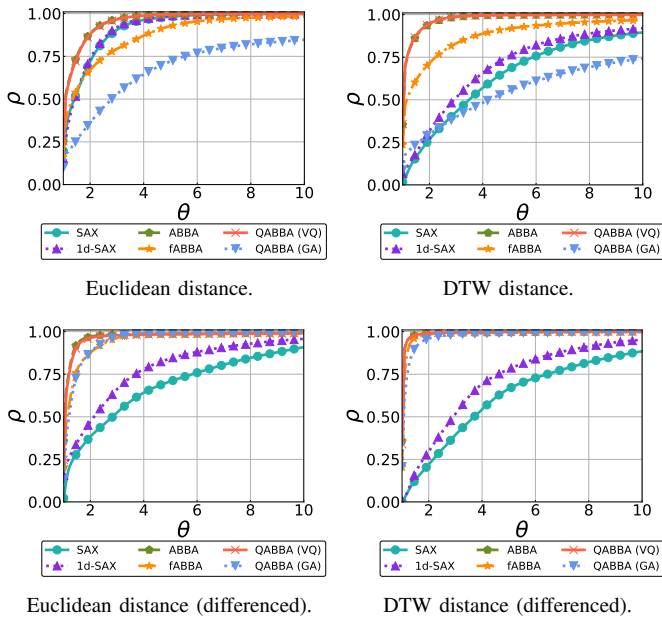 1.00
0.75
0.50
0.25
0.00
ρ
2 4 6 8 10
θ
SAX ABBA QABBA (VQ)
1d-SAX fABBA QABBA (GA)
Euclidean distance.
1.00
0.75
0.50
0.25
0.00
ρ
2 4 6 8 10
θ
SAX ABBA QABBA (VQ)
1d-SAX fABBA QABBA (GA)
DTW distance.
1.00
0.75
0.50
0.25
0.00
ρ
2 4 6 8 10
θ
SAX ABBA QABBA (VQ)
1d-SAX fABBA QABBA (GA)
Euclidean distance (differenced).
1.00
0.75
0.50
0.25
0.00
ρ
2 4 6 8 10
θ
SAX ABBA QABBA (VQ)
1d-SAX fABBA QABBA (GA)
DTW distance (differenced).